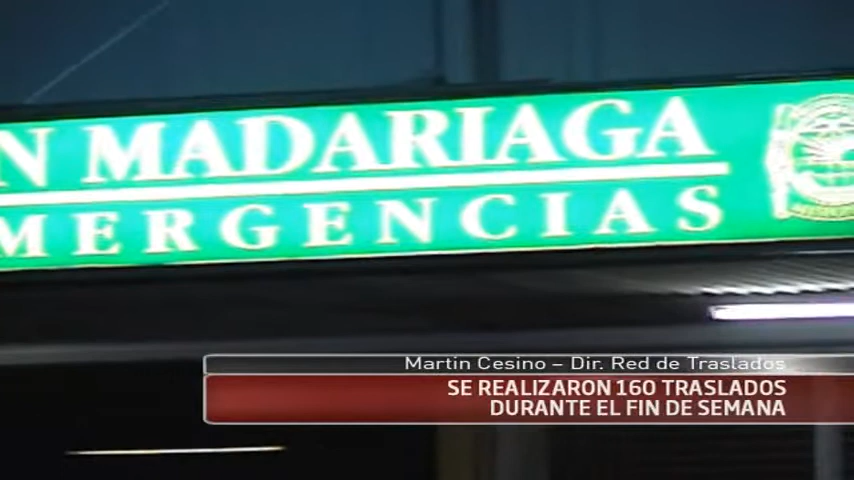 N MADARIAGA
MERGENCIAS
Martin Cesino – Dir. Red de Traslados
SE REALIZARON 160 TRASLADOS
DURANTE EL FIN DE SEMANA